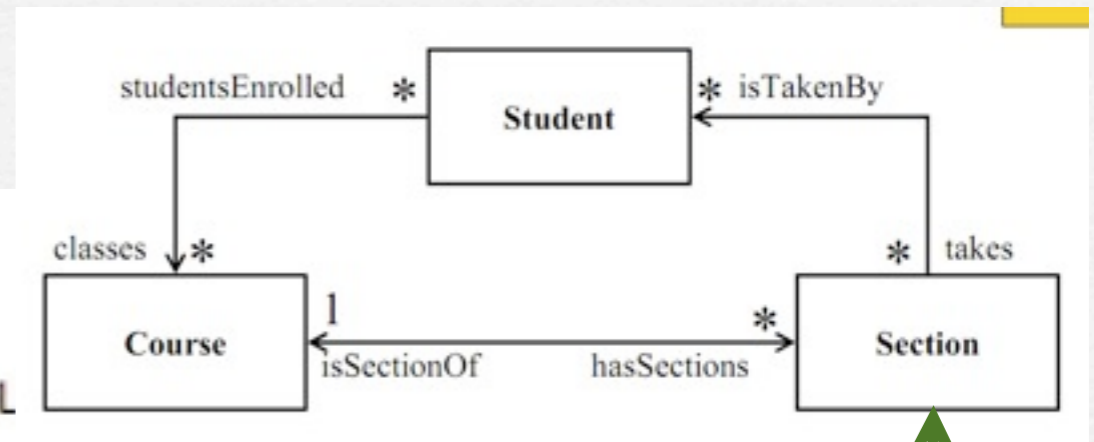 studentsEnrolled * * isTakenBy
Student
classes * * takes
1 *
Course Section
isSectionOf hasSections
L